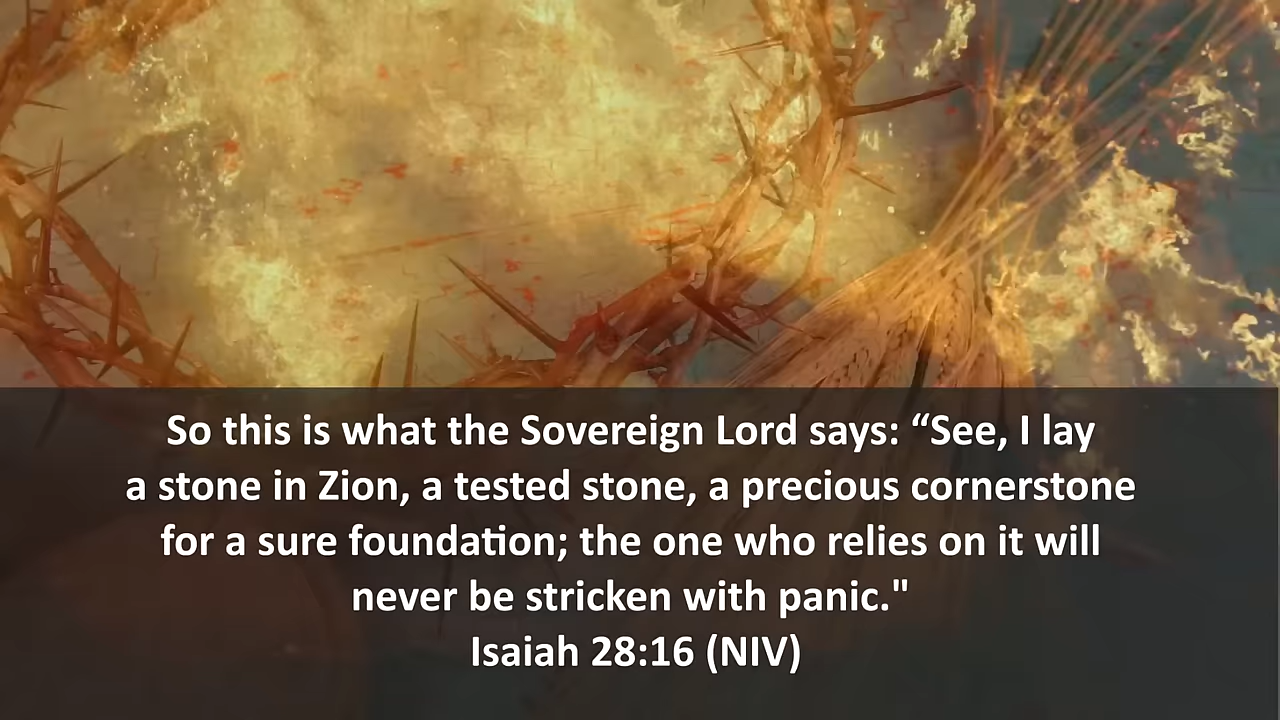 So this is what the Sovereign Lord says: “See, I lay
a stone in Zion, a tested stone, a precious cornerstone
for a sure foundation; the one who relies on it will
never be stricken with panic."
Isaiah 28:16 (NIV)